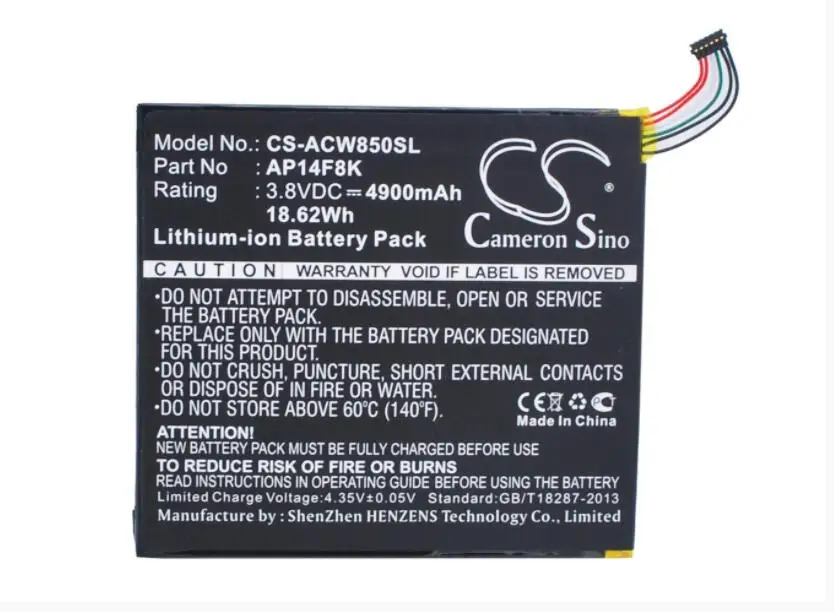 Model No.: CS-ACW850SL
Part No : AP14F8K
Rating : 3.8VDC ⎓ 4900mAh
18.62Wh
Lithium-ion Battery Pack
CS ®
Cameron Sino
CAUTION WARRANTY VOID IF LABEL IS REMOVED
•DO NOT ATTEMPT TO DISASSEMBLE, OPEN OR SERVICE
THE BATTERY PACK.
•REPLACE ONLY WITH THE BATTERY PACK DESIGNATED
FOR THIS PRODUCT.
•DO NOT CRUSH, PUNCTURE, SHORT EXTERNAL CONTACTS
OR DISPOSE OF IN FIRE OR WATER.
•DO NOT STORE ABOVE 60°C (140°F).
CE
Made In China
ATTENTION!
NEW BATTERY PACK MUST BE FULLY CHARGED BEFORE USE
TO REDUCE RISK OF FIRE OR BURNS
READ INSTRUCTIONS IN OPERATING GUIDE BEFORE USING BATTERY
Limited Charge Voltage:4.35V±0.05V Standard:GB/T18287-2013
Manufacture by : ShenZhen HENZENS Technology Co., Limited